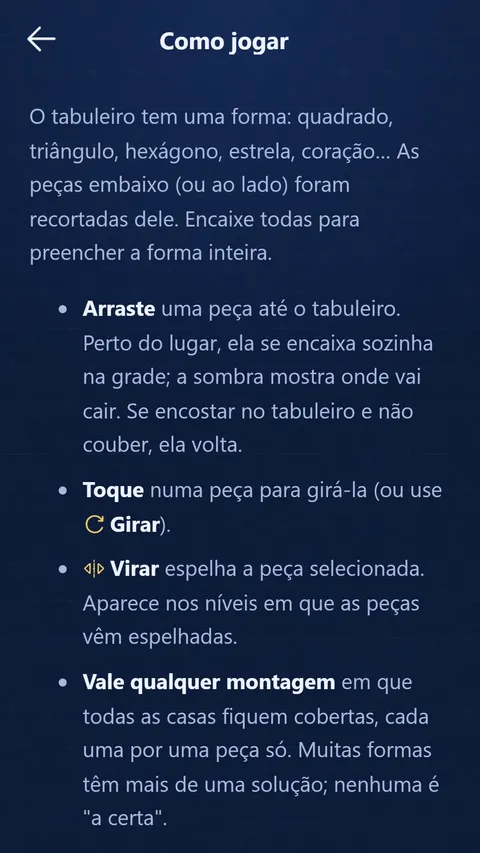 Como jogar
O tabuleiro tem uma forma: quadrado,
triângulo, hexágono, estrela, coração... As
peças embaixo (ou ao lado) foram
recortadas dele. Encaixe todas para
preencher a forma inteira.
• Arraste uma peça até o tabuleiro.
Perto do lugar, ela se encaixa sozinha
na grade; a sombra mostra onde vai
cair. Se encostar no tabuleiro e não
couber, ela volta.
• Toque numa peça para girá-la (ou use
Girar).
• Virar espelha a peça selecionada.
Aparece nos níveis em que as peças
vêm espelhadas.
• Vale qualquer montagem em que
todas as casas fiquem cobertas, cada
uma por uma peça só. Muitas formas
têm mais de uma solução; nenhuma é
"a certa".